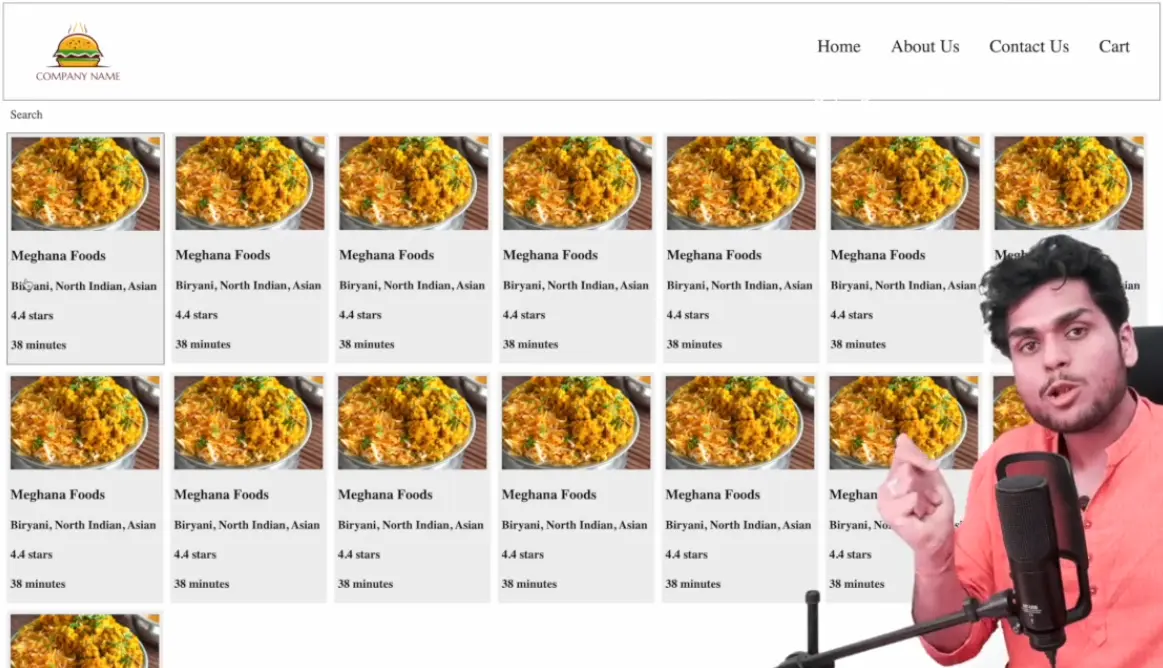 COMPANY NAME
Home About Us Contact Us Cart
Search
Meghana Foods Meghana Foods Meghana Foods Meghana Foods Meghana Foods Meghana Foods
Biryani, North Indian, Asian Biryani, North Indian, Asian Biryani, North Indian, Asian Biryani, North Indian, Asian Biryani, North Indian, Asian Biryani, North Indian, Asian
4.4 stars 4.4 stars 4.4 stars 4.4 stars 4.4 stars 4.4 stars
38 minutes 38 minutes 38 minutes 38 minutes 38 minutes 38 minutes
Meghana Foods Meghana Foods Meghana Foods Meghana Foods Meghana Foods Meghan
Biryani, North Indian, Asian Biryani, North Indian, Asian Biryani, North Indian, Asian Biryani, North Indian, Asian Biryani, North Indian, Asian Biryani,
4.4 stars 4.4 stars 4.4 stars 4.4 stars 4.4 stars 4.4 stars
38 minutes 38 minutes 38 minutes 38 minutes 38 minutes 38 minutes